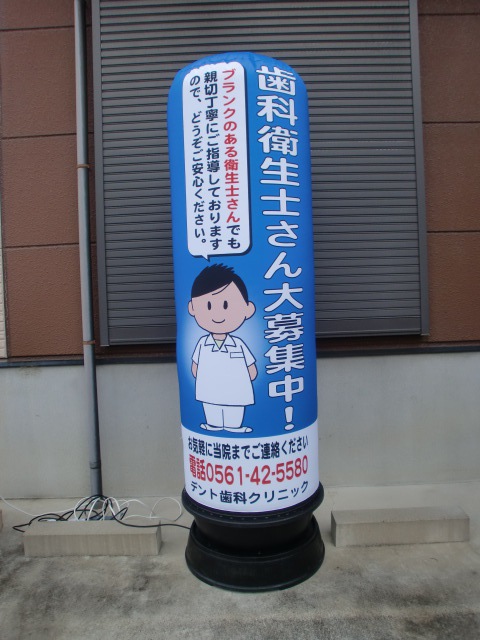 歯科衛生士さん大募集中！
ブランクのある衛生士さんでも
親切丁寧にご指導しております
ので、どうぞご安心ください。
お気軽に当院までご連絡ください
電話0561-42-5580
デント歯科クリニック